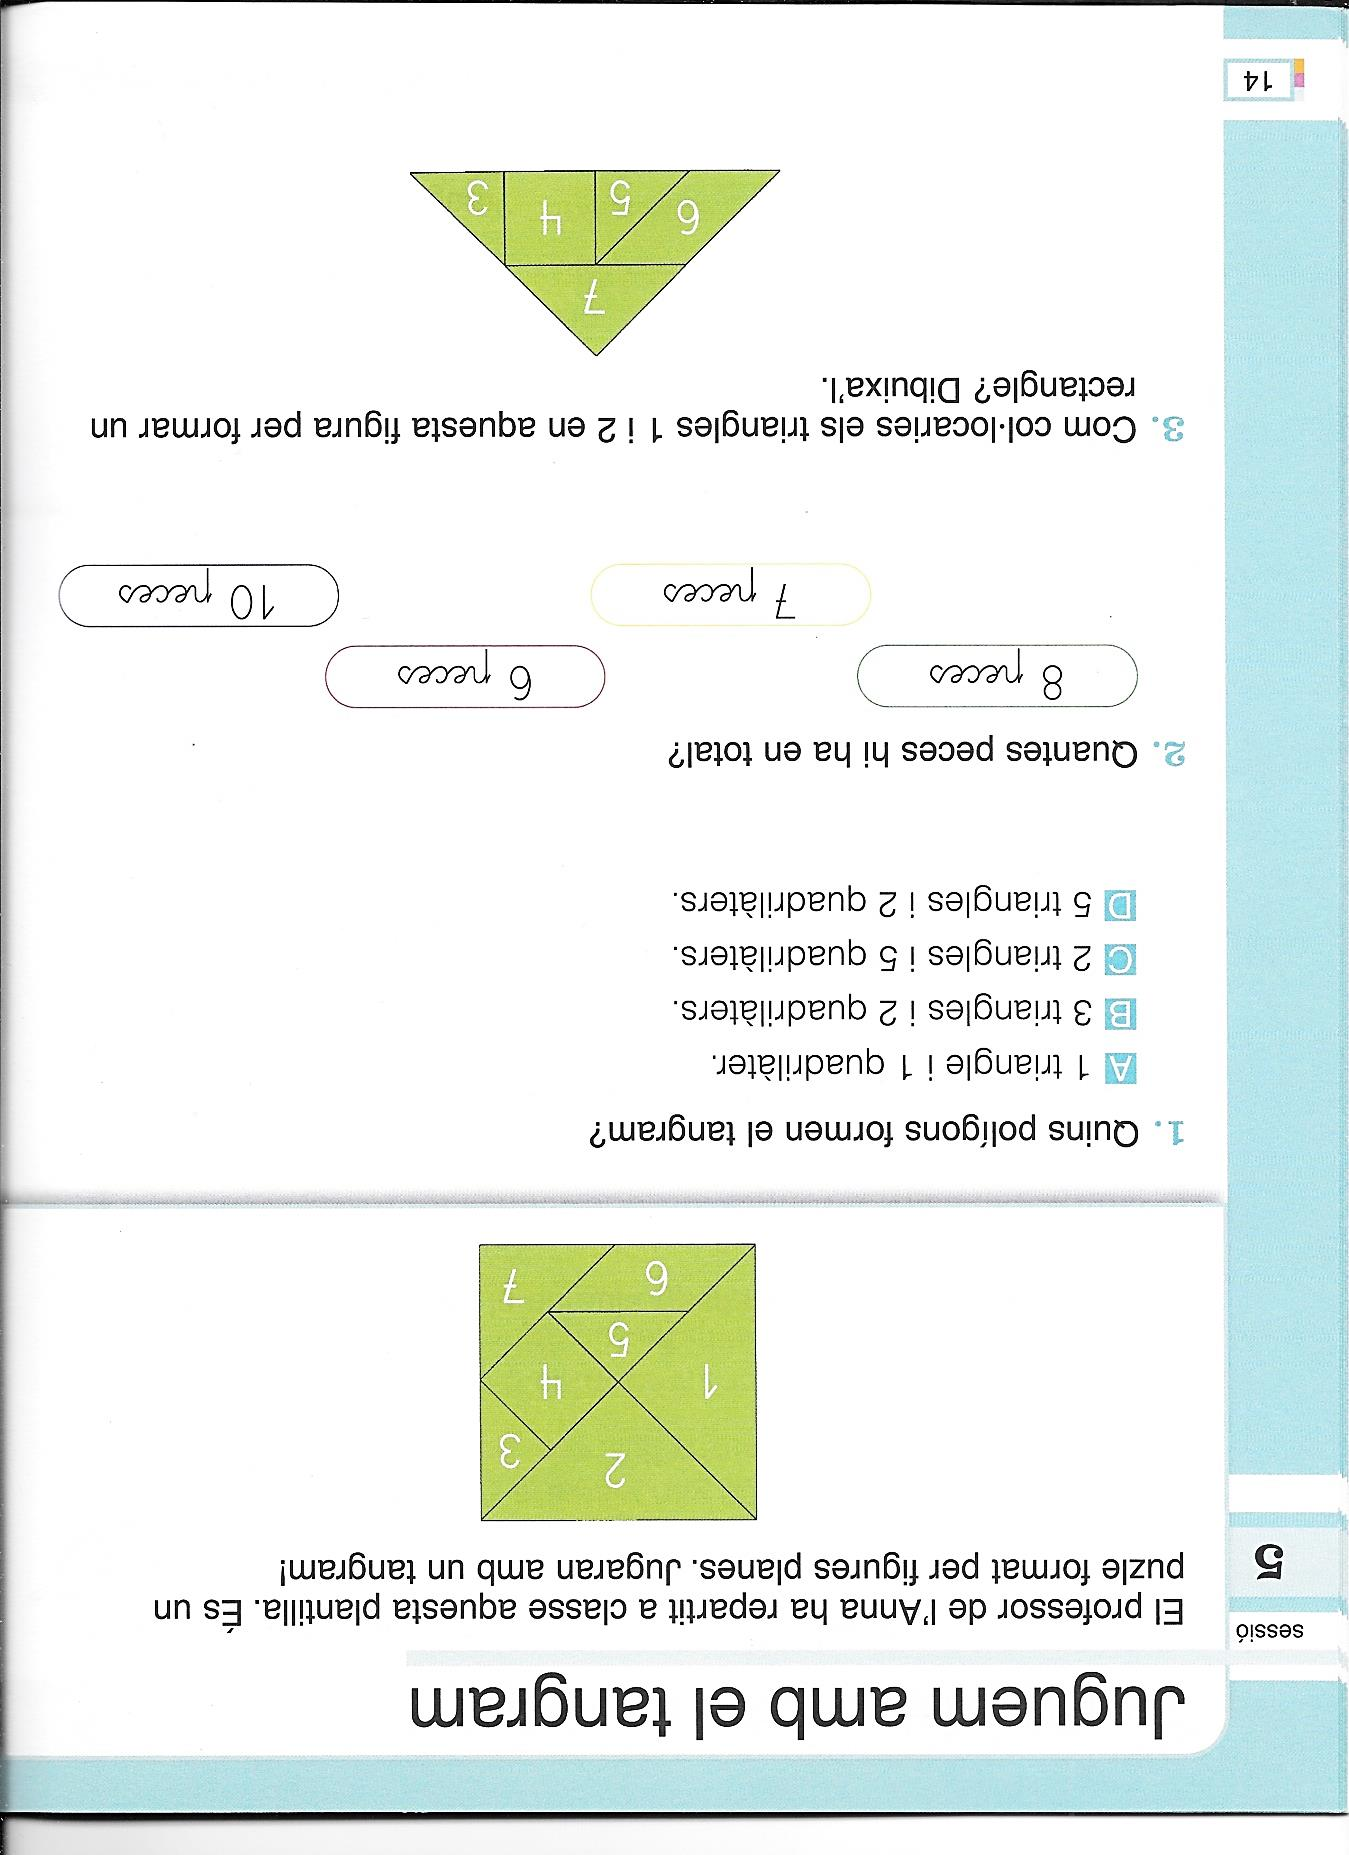 sessió
5
Juguem amb el tangram
El professor de l'Anna ha repartit a classe aquesta plantilla. És un
puzle format per figures planes. Jugaran amb un tangram!
2
3
1
4
5
6
7
1. Quins polígons formen el tangram?
A 1 triangle i 1 quadrilàter.
B 3 triangles i 2 quadrilàters.
C 2 triangles i 5 quadrilàters.
D 5 triangles i 2 quadrilàters.
2. Quantes peces hi ha en total?
8 peces
6 peces
7 peces
10 peces
3. Com col·locaries els triangles 1 i 2 en aquesta figura per formar un
rectangle? Dibuixa'l.
7
6 5 4 3
14